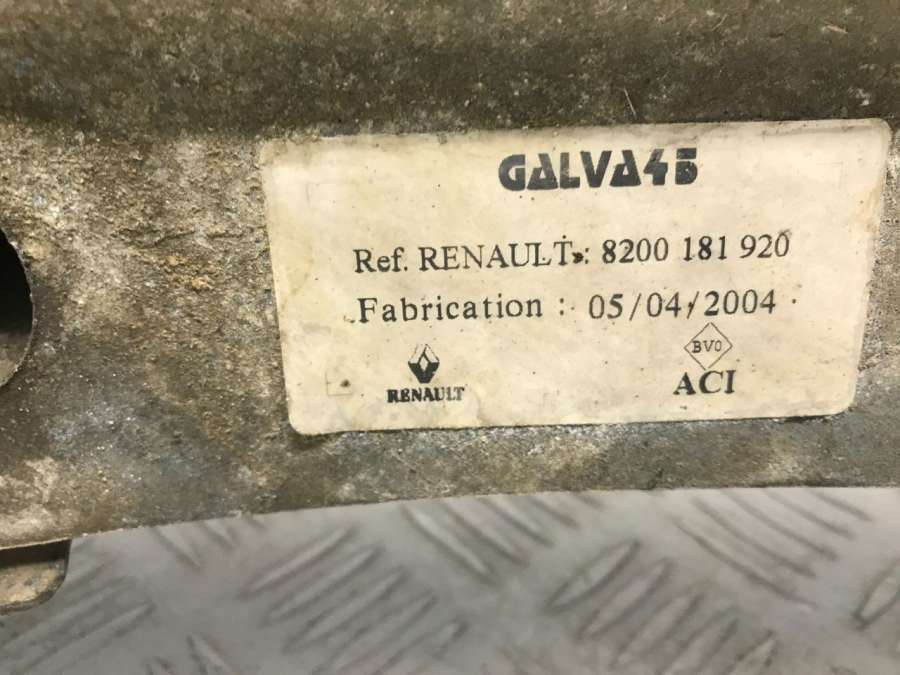 GALVA45
Ref. RENAULT : 8200 181 920
Fabrication : 05/04/2004
BVO
RENAULT
ACI